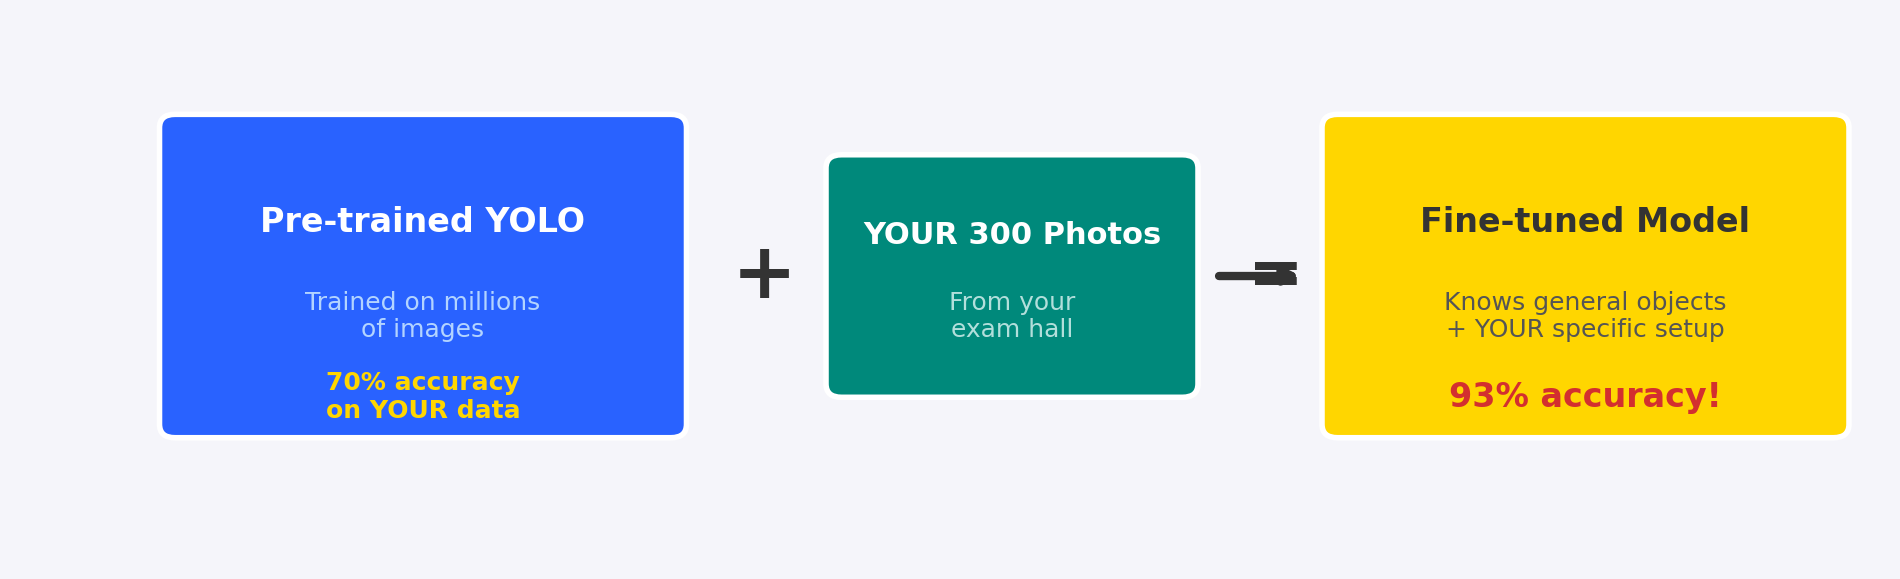 Pre-trained YOLO
Trained on millions
of images
70% accuracy
on YOUR data
+
YOUR 300 Photos
From your
exam hall
=
Fine-tuned Model
Knows general objects
+ YOUR specific setup
93% accuracy!